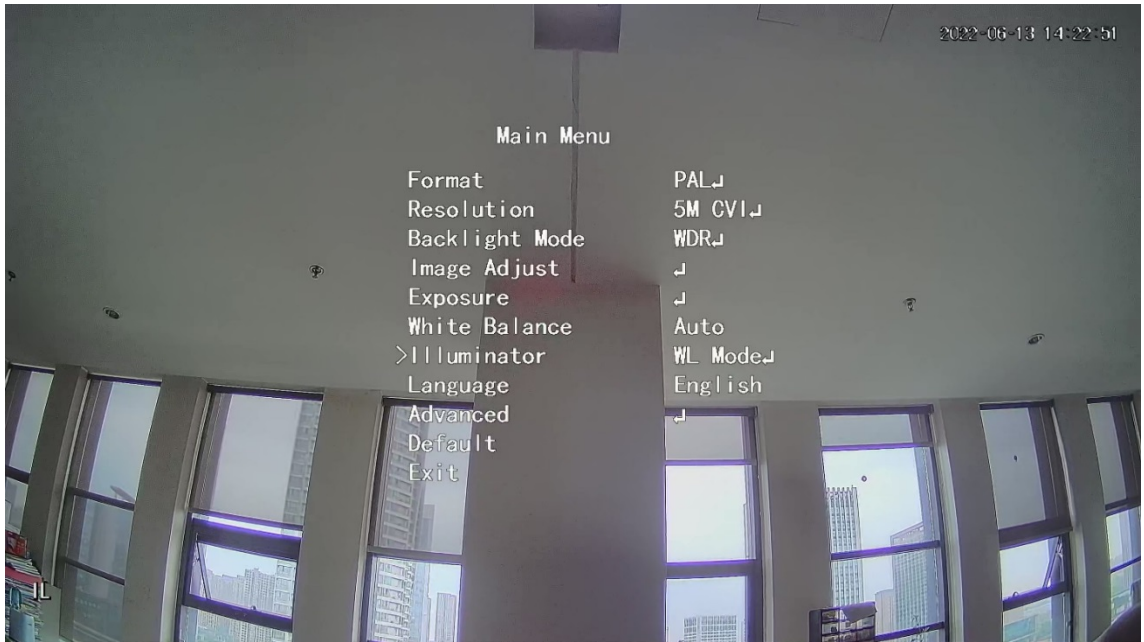 2022-06-13 14:22:51
Main Menu
Format PAL↲
Resolution 5M CVI↲
Backlight Mode WDR↲
Image Adjust ↲
Exposure ↲
White Balance Auto
>Illuminator WL Mode↲
Language English
Advanced ↲
Default
Exit
IL